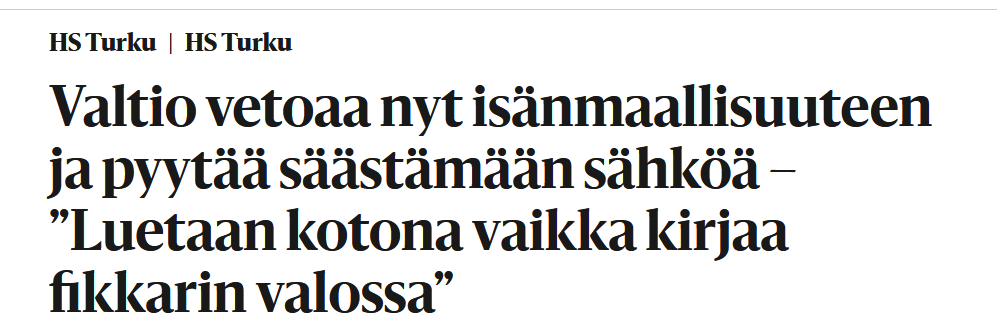 HS Turku | HS Turku
Valtio vetoaa nyt isänmaallisuuteen
ja pyytää säästämään sähköä –
”Luetaan kotona vaikka kirjaa
fikkarin valossa”